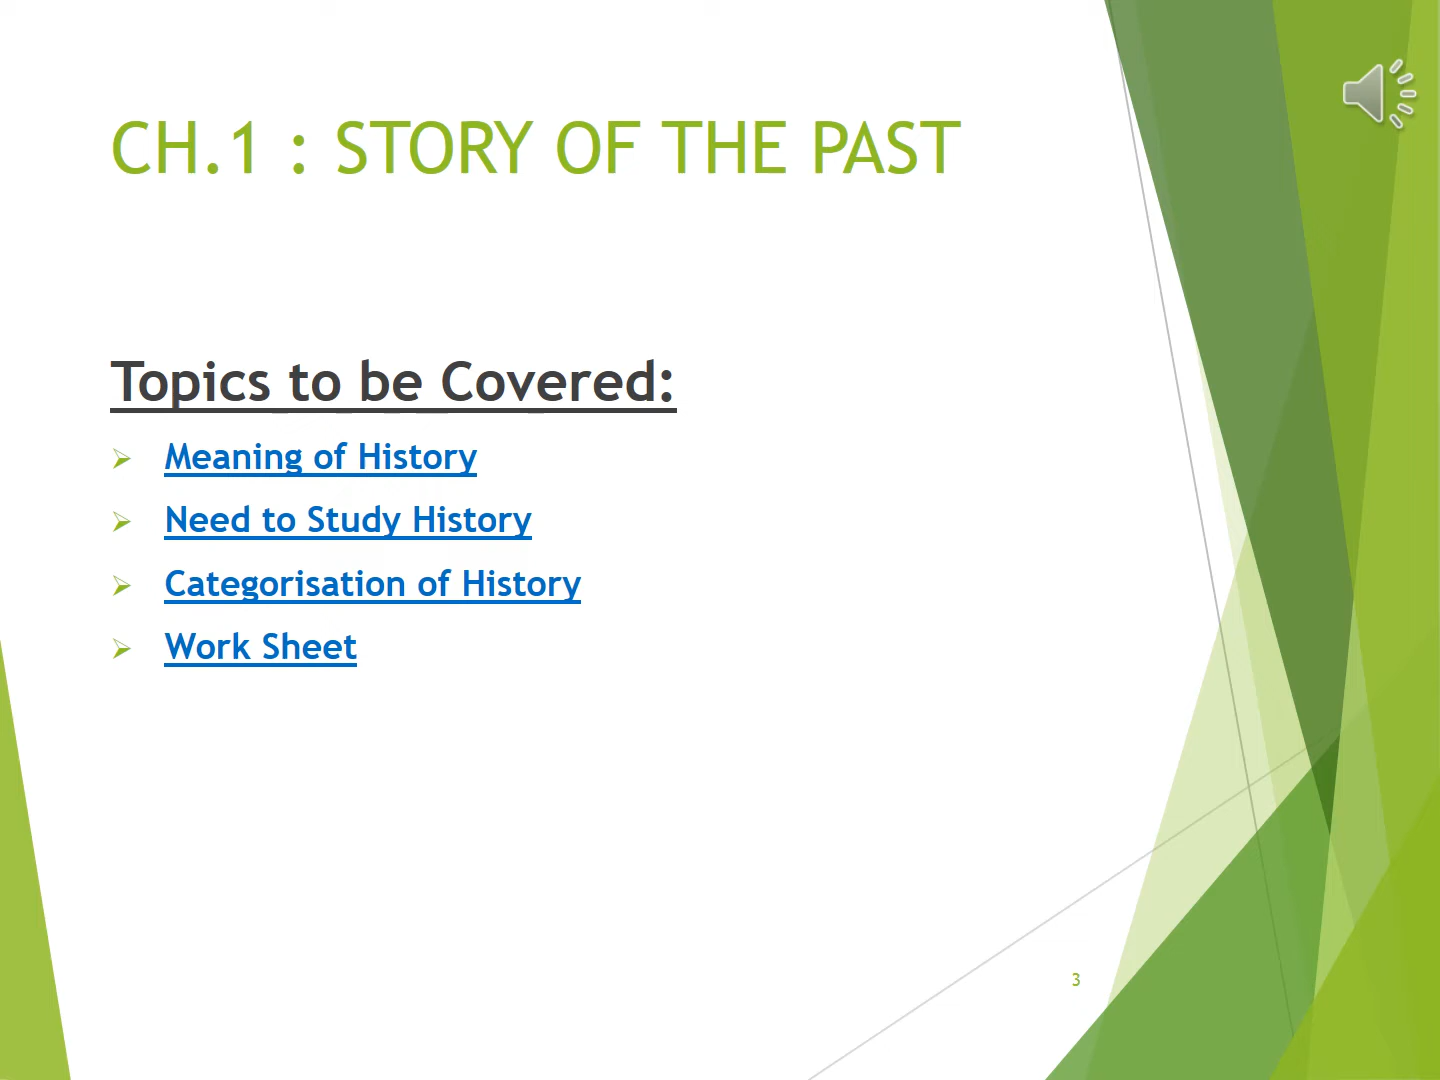 CH.1 : STORY OF THE PAST
Topics to be Covered:
Meaning of History
Need to Study History
Categorisation of History
Work Sheet
3